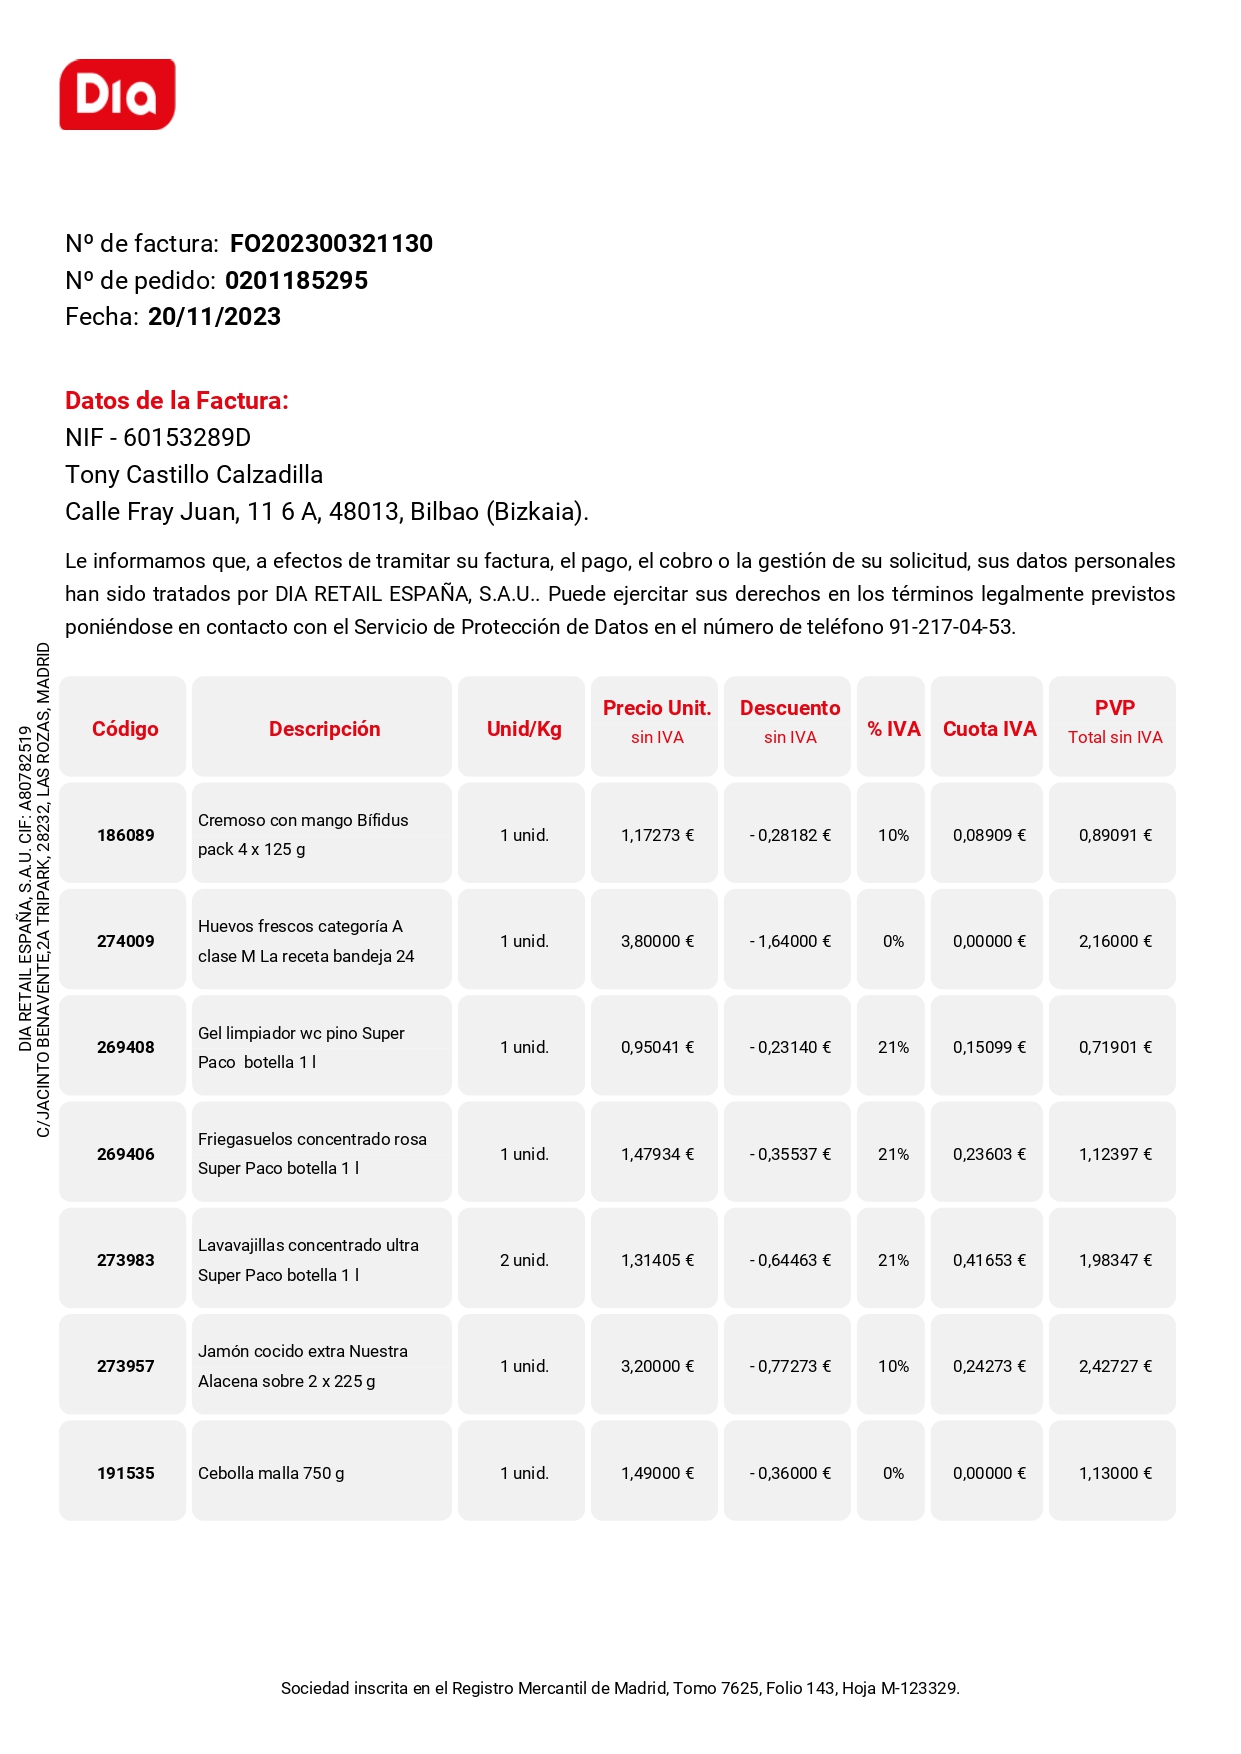 Dia
Nº de factura: FO202300321130
Nº de pedido: 0201185295
Fecha: 20/11/2023
Datos de la Factura:
NIF - 60153289D
Tony Castillo Calzadilla
Calle Fray Juan, 11 6 A, 48013, Bilbao (Bizkaia).
Le informamos que, a efectos de tramitar su factura, el pago, el cobro o la gestión de su solicitud, sus datos personales
han sido tratados por DIA RETAIL ESPAÑA, S.A.U.. Puede ejercitar sus derechos en los términos legalmente previstos
poniéndose en contacto con el Servicio de Protección de Datos en el número de teléfono 91-217-04-53.
DIA RETAIL ESPAÑA, S.A.U. CIF: A80782519
C/JACINTO BENAVENTE,2A TRIPARK, 28232, LAS ROZAS, MADRID
Código Descripción Unid/Kg Precio Unit. Descuento % IVA Cuota IVA PVP
sin IVA sin IVA Total sin IVA
Cremoso con mango Bífidus
186089 1 unid. 1,17273 € - 0,28182 € 10% 0,08909 € 0,89091 €
pack 4 x 125 g
Huevos frescos categoría A
274009 1 unid. 3,80000 € - 1,64000 € 0% 0,00000 € 2,16000 €
clase M La receta bandeja 24
Gel limpiador wc pino Super
269408 1 unid. 0,95041 € - 0,23140 € 21% 0,15099 € 0,71901 €
Paco  botella 1 l
Friegasuelos concentrado rosa
269406 1 unid. 1,47934 € - 0,35537 € 21% 0,23603 € 1,12397 €
Super Paco botella 1 l
Lavavajillas concentrado ultra
273983 2 unid. 1,31405 € - 0,64463 € 21% 0,41653 € 1,98347 €
Super Paco botella 1 l
Jamón cocido extra Nuestra
273957 1 unid. 3,20000 € - 0,77273 € 10% 0,24273 € 2,42727 €
Alacena sobre 2 x 225 g
191535 Cebolla malla 750 g 1 unid. 1,49000 € - 0,36000 € 0% 0,00000 € 1,13000 €
Sociedad inscrita en el Registro Mercantil de Madrid, Tomo 7625, Folio 143, Hoja M-123329.